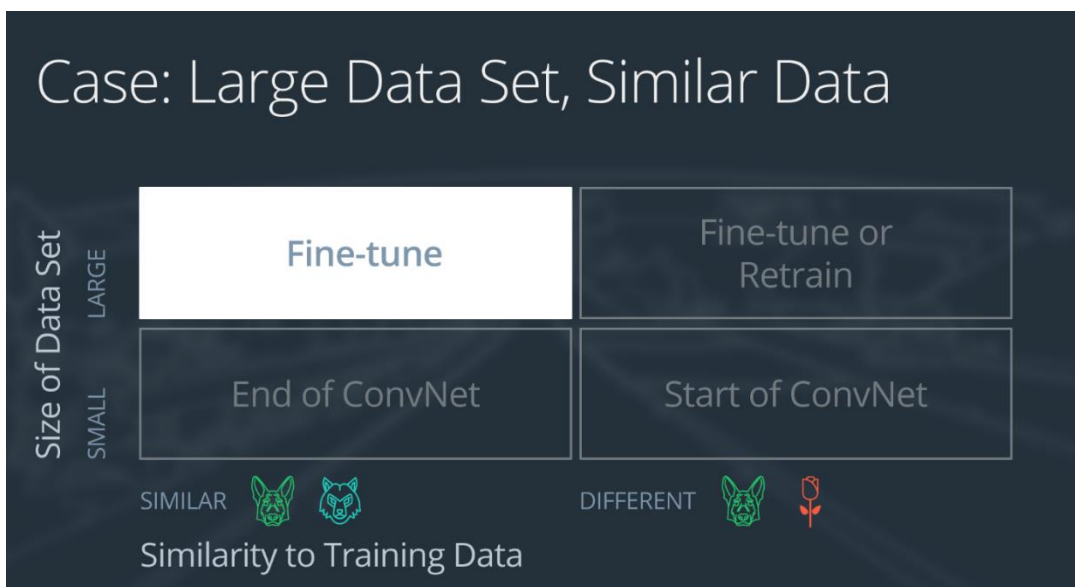 Case: Large Data Set, Similar Data
Size of Data Set
LARGE
Fine-tune
Fine-tune or
Retrain
SMALL
End of ConvNet
Start of ConvNet
SIMILAR
DIFFERENT
Similarity to Training Data